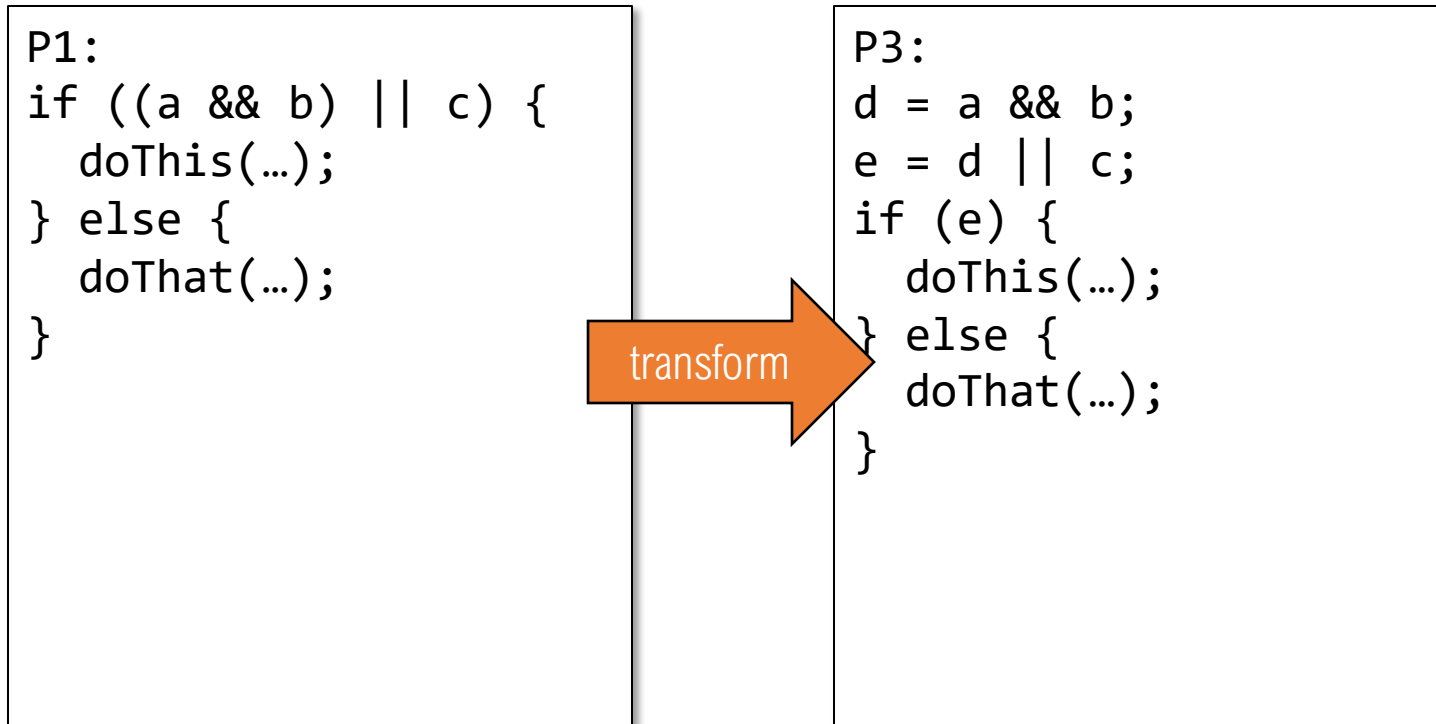 P1:
if ((a && b) || c) {
  doThis(…);
} else {
  doThat(…);
}
transform
P3:
d = a && b;
e = d || c;
if (e) {
  doThis(…);
} else {
  doThat(…);
}